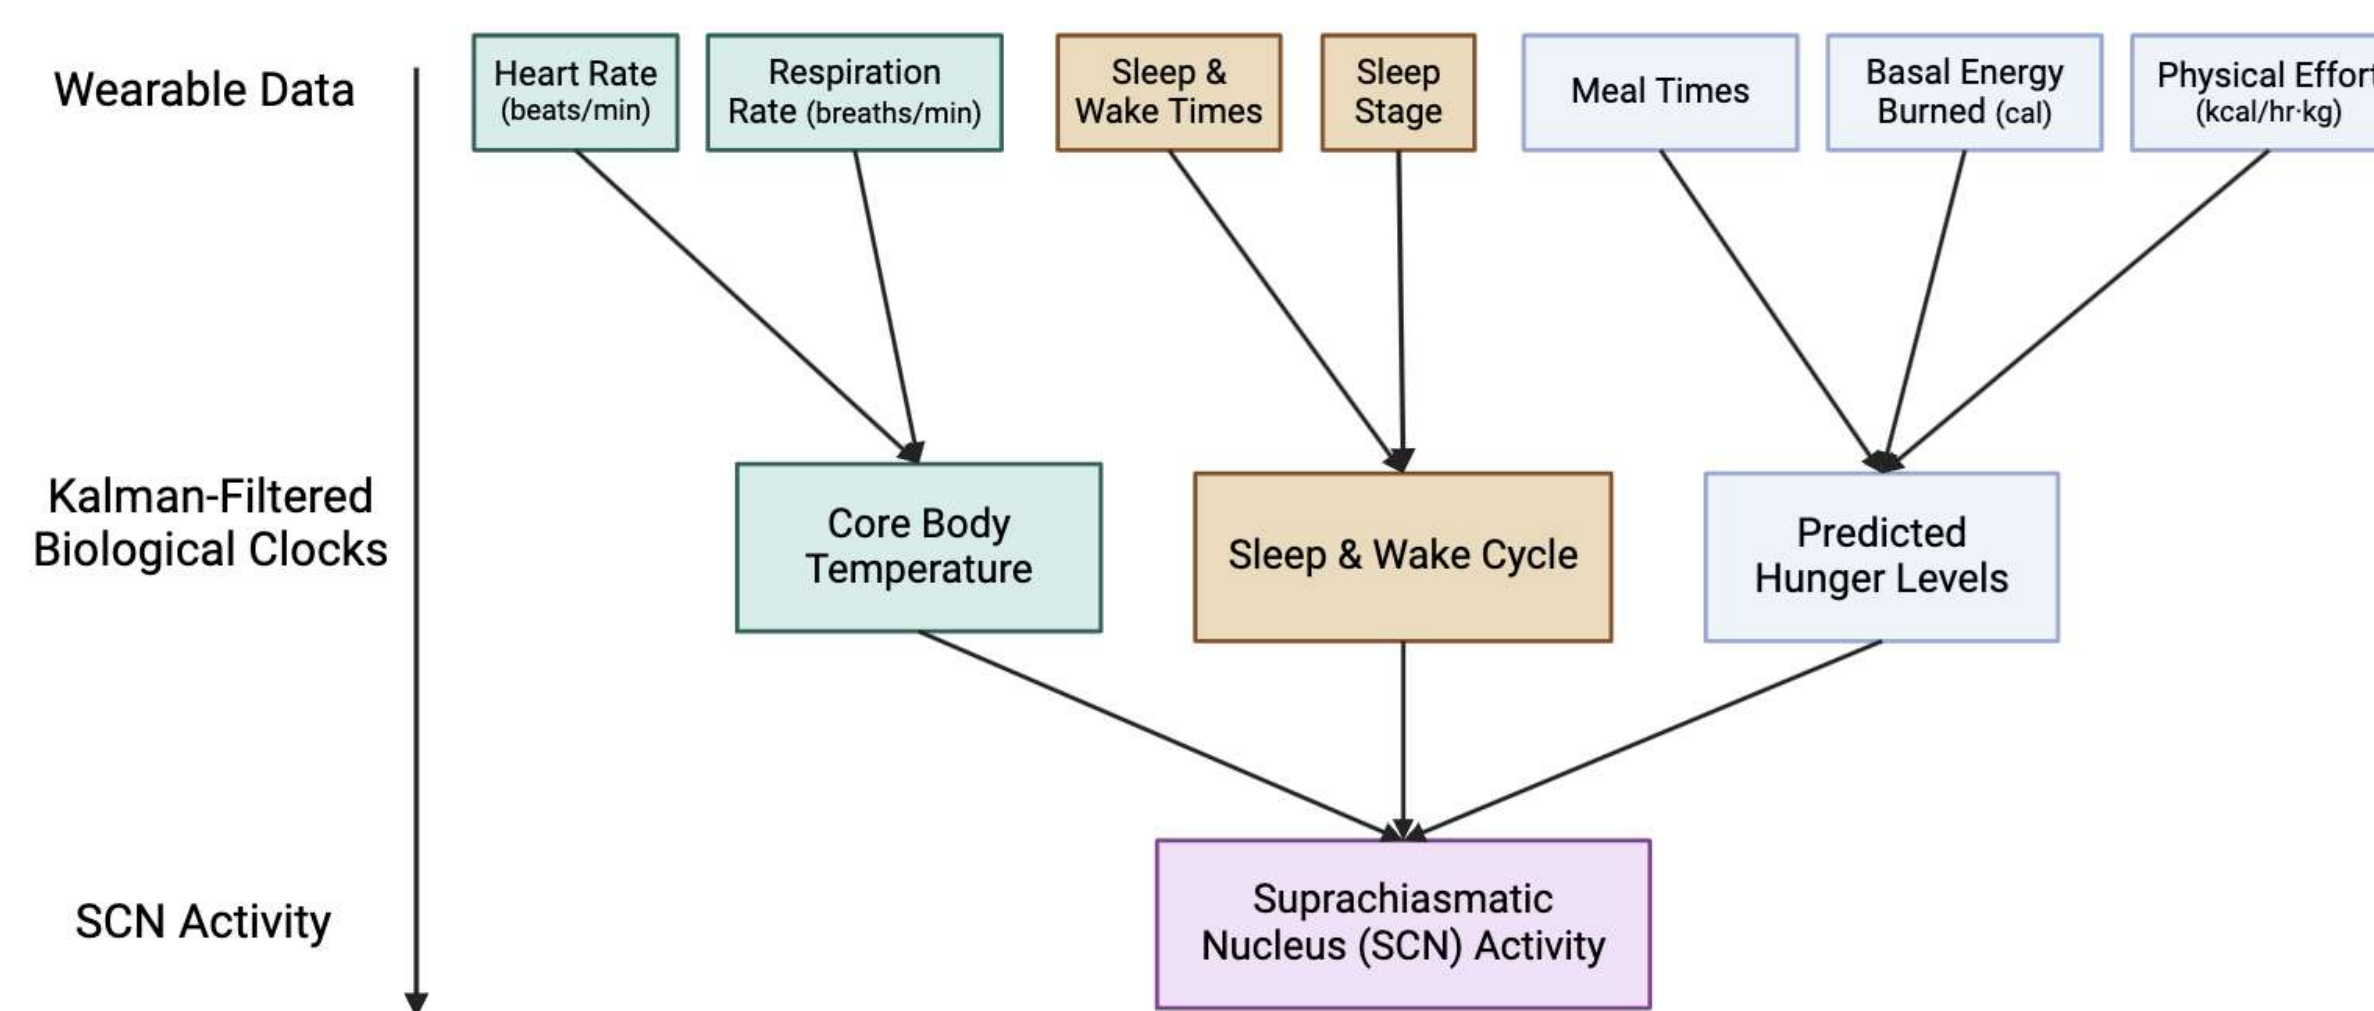 Wearable Data
Heart Rate
(beats/min)
Respiration
Rate (breaths/min)
Sleep &
Wake Times
Sleep
Stage
Meal Times
Basal Energy
Burned (cal)
Physical Effort
(kcal/hr·kg)
Kalman-Filtered
Biological Clocks
Core Body
Temperature
Sleep & Wake Cycle
Predicted
Hunger Levels
SCN Activity
Suprachiasmatic
Nucleus (SCN) Activity